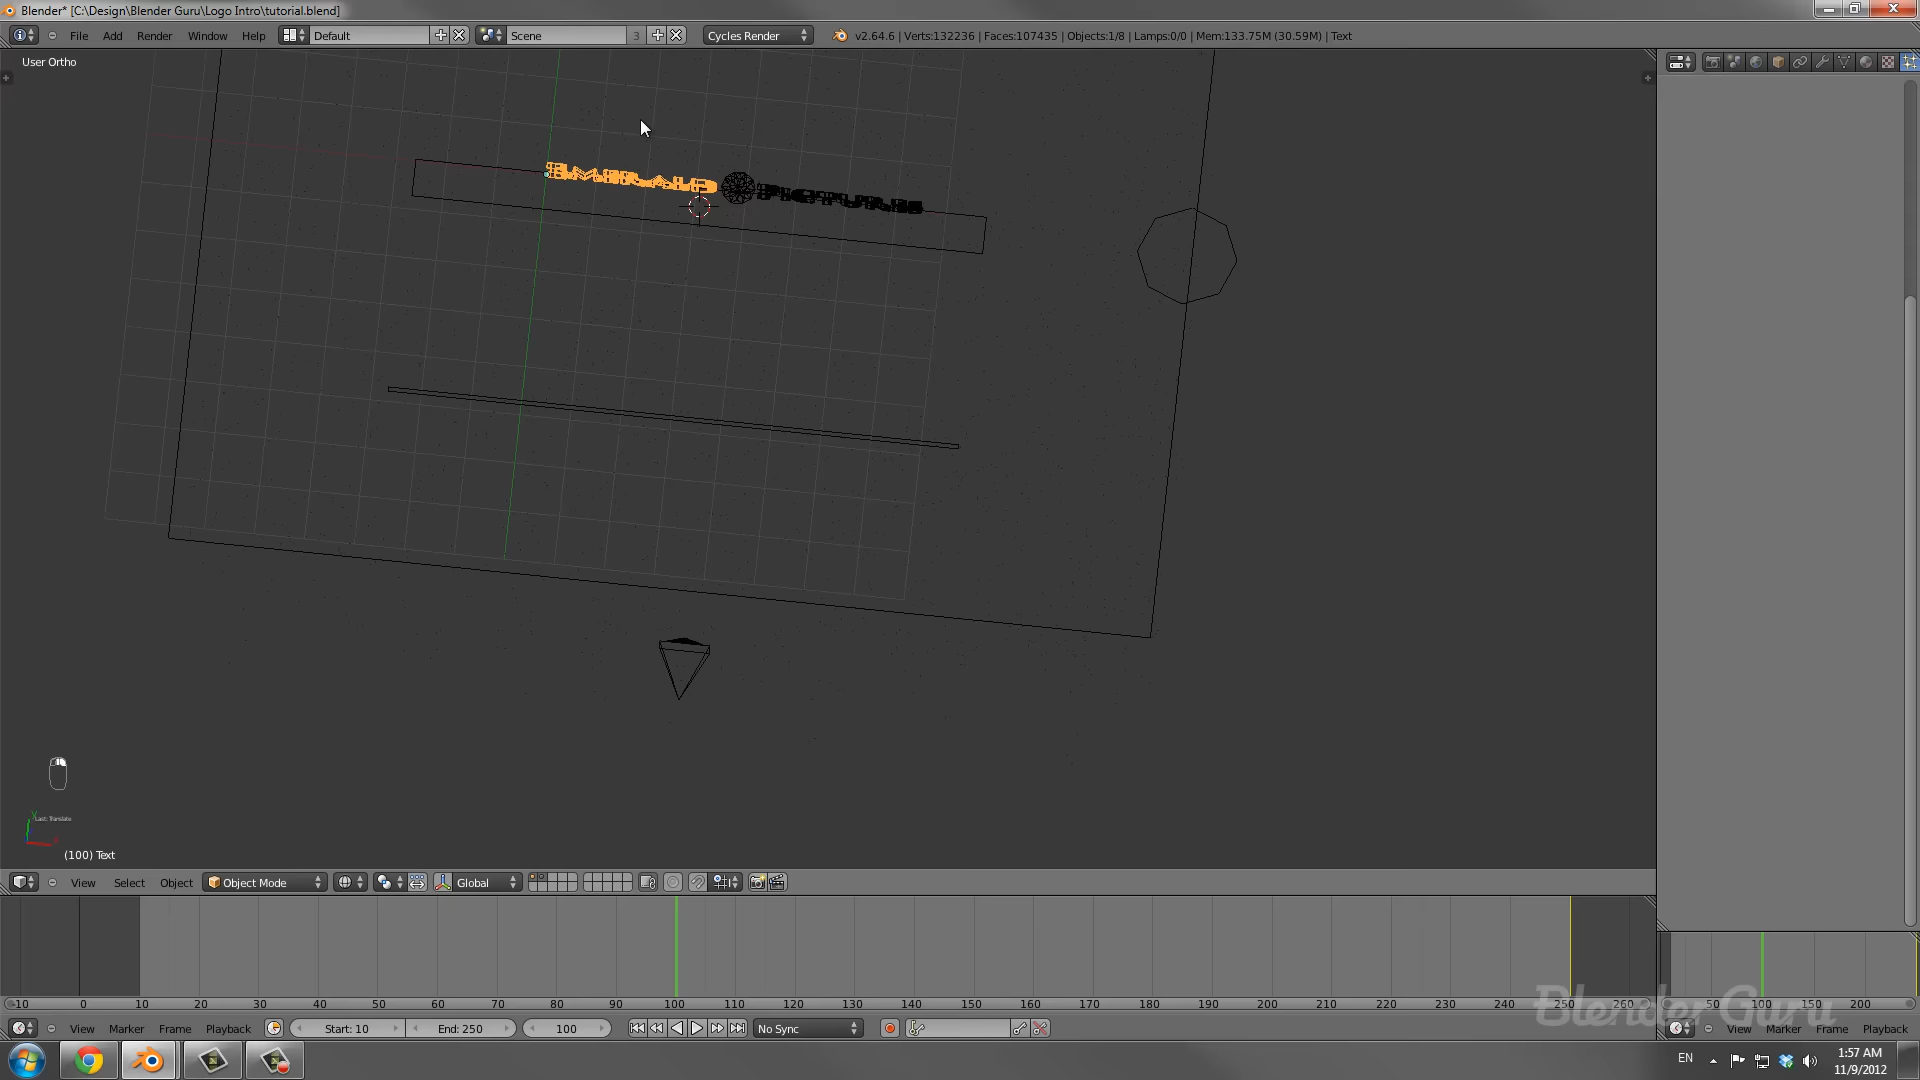 Blender* [C:\Design\Blender Guru\Logo Intro\tutorial.blend]
File Add Render Window Help Default Scene 3 Cycles Render v2.64.6 | Verts:132236 | Faces:107435 | Objects:1/8 | Lamps:0/0 | Mem:133.75M (30.59M) | Text
User Ortho
EMERALD PICTURES
Last: Translate
(100) Text
View Select Object Object Mode Global
-10 0 10 20 30 40 50 60 70 80 90 100 110 120 130 140 150 160 170 180 190 200 210 220 230 240 250 260 50 100 150 200
BlenderGuru
View Marker Frame Playback Start: 10 End: 250 100 No Sync View Marker Frame Playback
EN 1:57 AM
11/9/2012